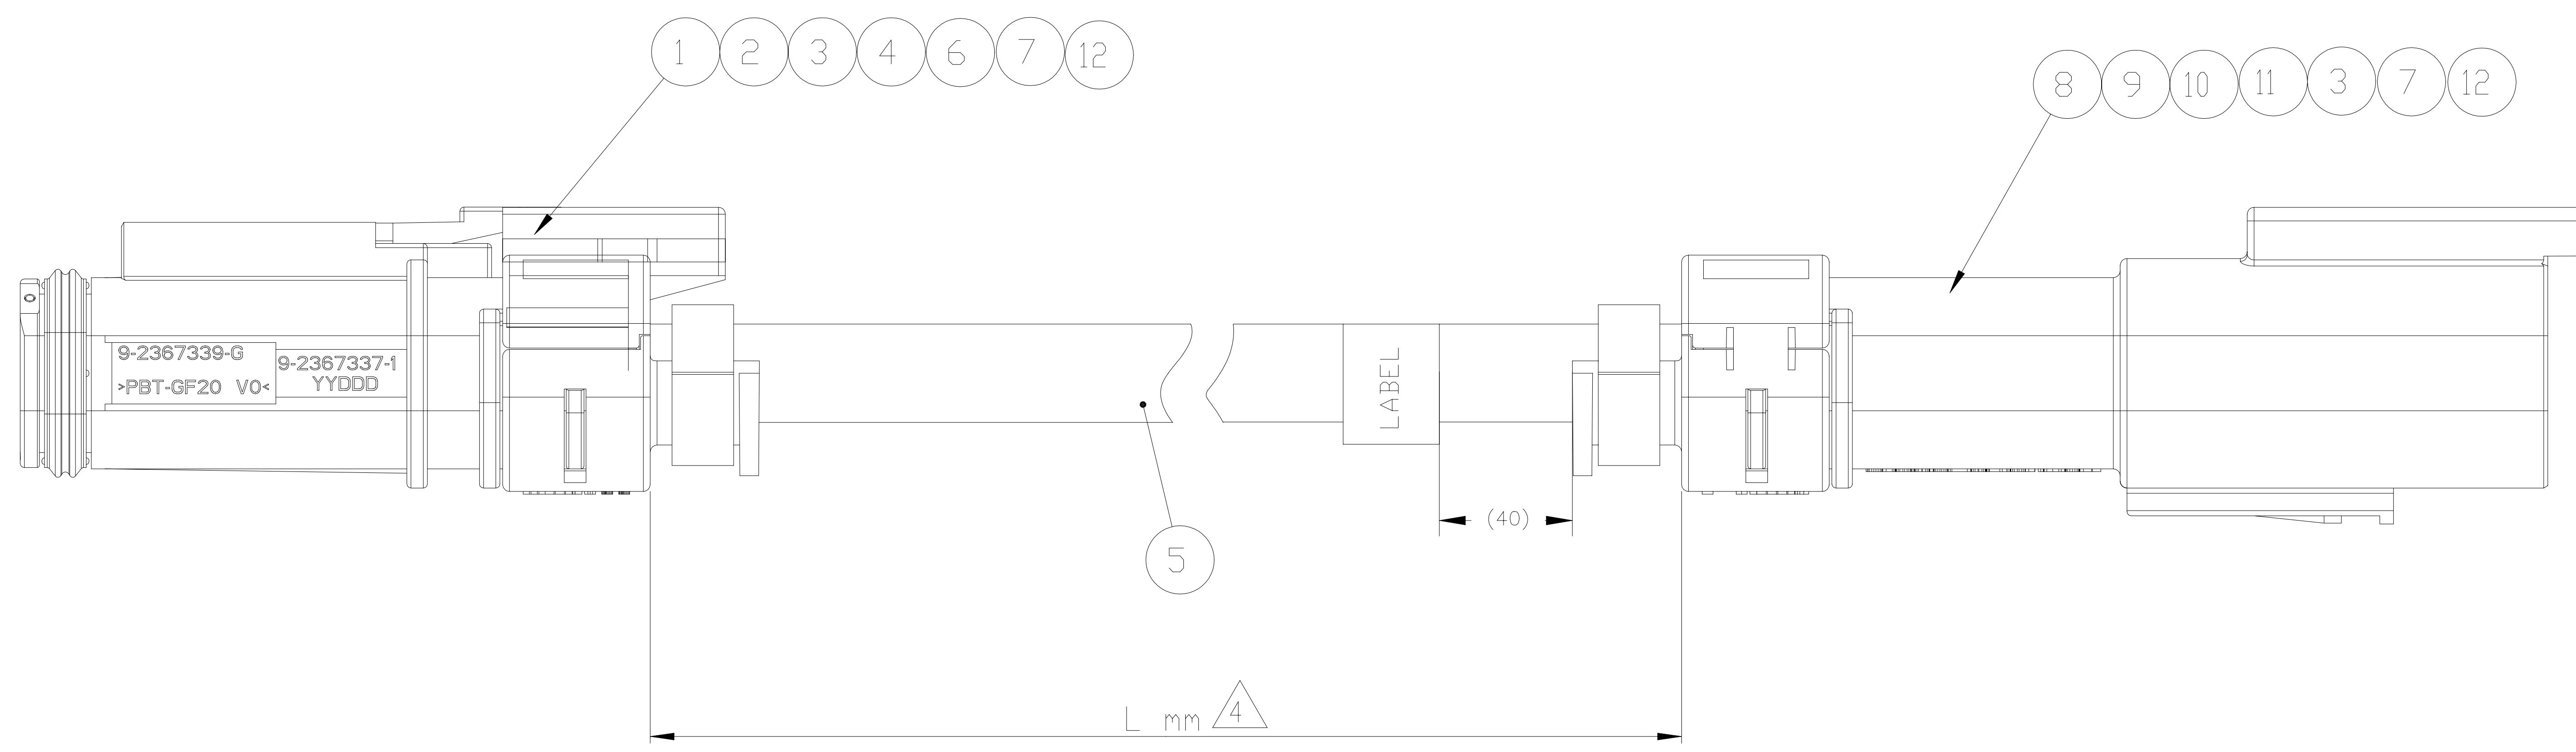 1 2 3 4 6 7 12
8 9 10 11 3 7 12
9-2367339-G
>PBT-GF20 V0<
9-2367337-1
YYDDD
LABEL
(40)
5
L mm 4